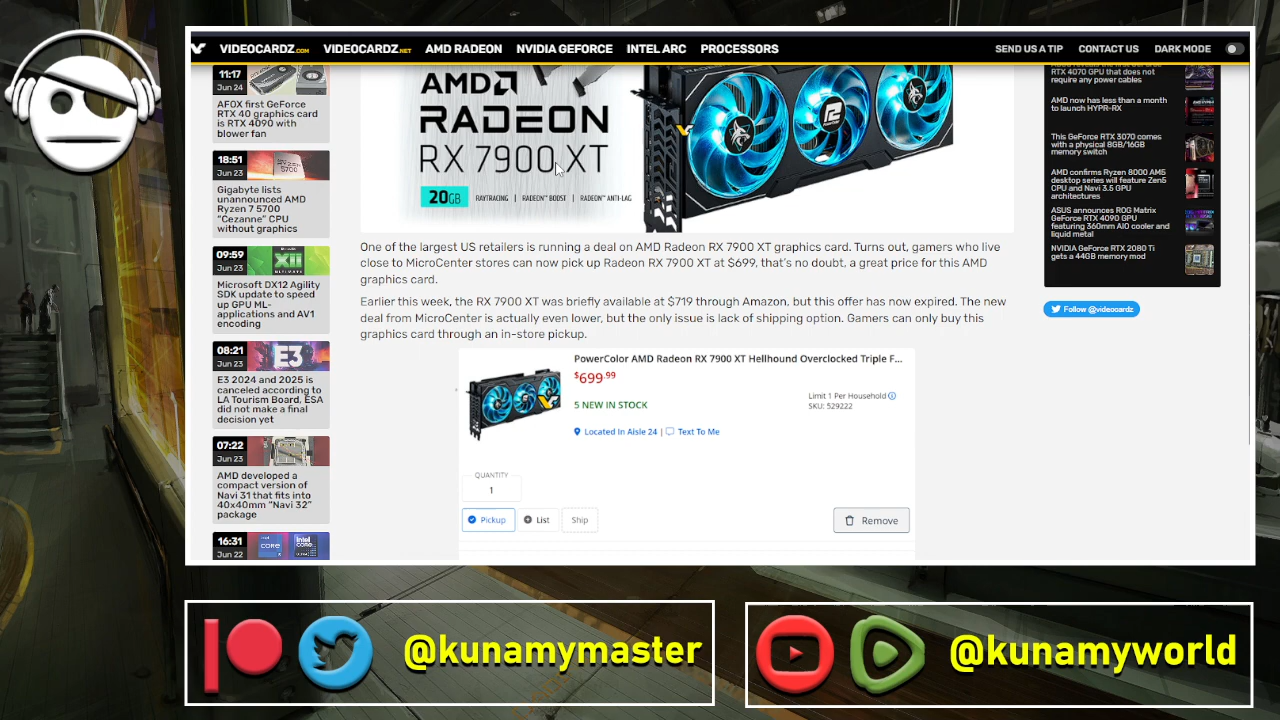 VIDEOCARDZ.COM VIDEOCARDZ.NET AMD RADEON NVIDIA GEFORCE INTEL ARC PROCESSORS SEND US A TIP CONTACT US DARK MODE
11:17
Jun 24
AFOX first GeForce
RTX 40 graphics card
is RTX 4090 with
blower fan
18:51
Jun 23
Gigabyte lists
unannounced AMD
Ryzen 7 5700
“Cezanne” CPU
without graphics
09:59
Jun 23
Microsoft DX12 Agility
SDK update to speed
up GPU ML-
applications and AV1
encoding
08:21
Jun 23
E3
E3 2024 and 2025 is
canceled according to
LA Tourism Board, ESA
did not make a final
decision yet
07:22
Jun 23
AMD developed a
compact version of
Navi 31 that fits into
40x40mm “Navi 32”
package
16:31
Jun 22
AMD
RADEON
RX 7900 XT
20GB RAYTRACING | RADEON™ BOOST | RADEON™ ANTI-LAG
One of the largest US retailers is running a deal on AMD Radeon RX 7900 XT graphics card. Turns out, gamers who live
close to MicroCenter stores can now pick up Radeon RX 7900 XT at $699, that's no doubt, a great price for this AMD
graphics card.
Earlier this week, the RX 7900 XT was briefly available at $719 through Amazon, but this offer has now expired. The new
deal from MicroCenter is actually even lower, but the only issue is lack of shipping option. Gamers can only buy this
graphics card through an in-store pickup.
PowerColor AMD Radeon RX 7900 XT Hellhound Overclocked Triple F...
$699.99
5 NEW IN STOCK
Limit 1 Per Household
SKU: 529222
Located In Aisle 24 | Text To Me
QUANTITY
1
Pickup List Ship Remove
RTX 4070 GPU that does not
require any power cables
AMD now has less than a month
to launch HYPR-RX
This GeForce RTX 3070 comes
with a physical 8GB/16GB
memory switch
AMD confirms Ryzen 8000 AM5
desktop series will feature Zen5
CPU and Navi 3.5 GPU
architectures
ASUS announces ROG Matrix
GeForce RTX 4090 GPU
featuring 360mm AIO cooler and
liquid metal
NVIDIA GeForce RTX 2080 Ti
gets a 44GB memory mod
Follow @videocardz
@kunamymaster
@kunamyworld